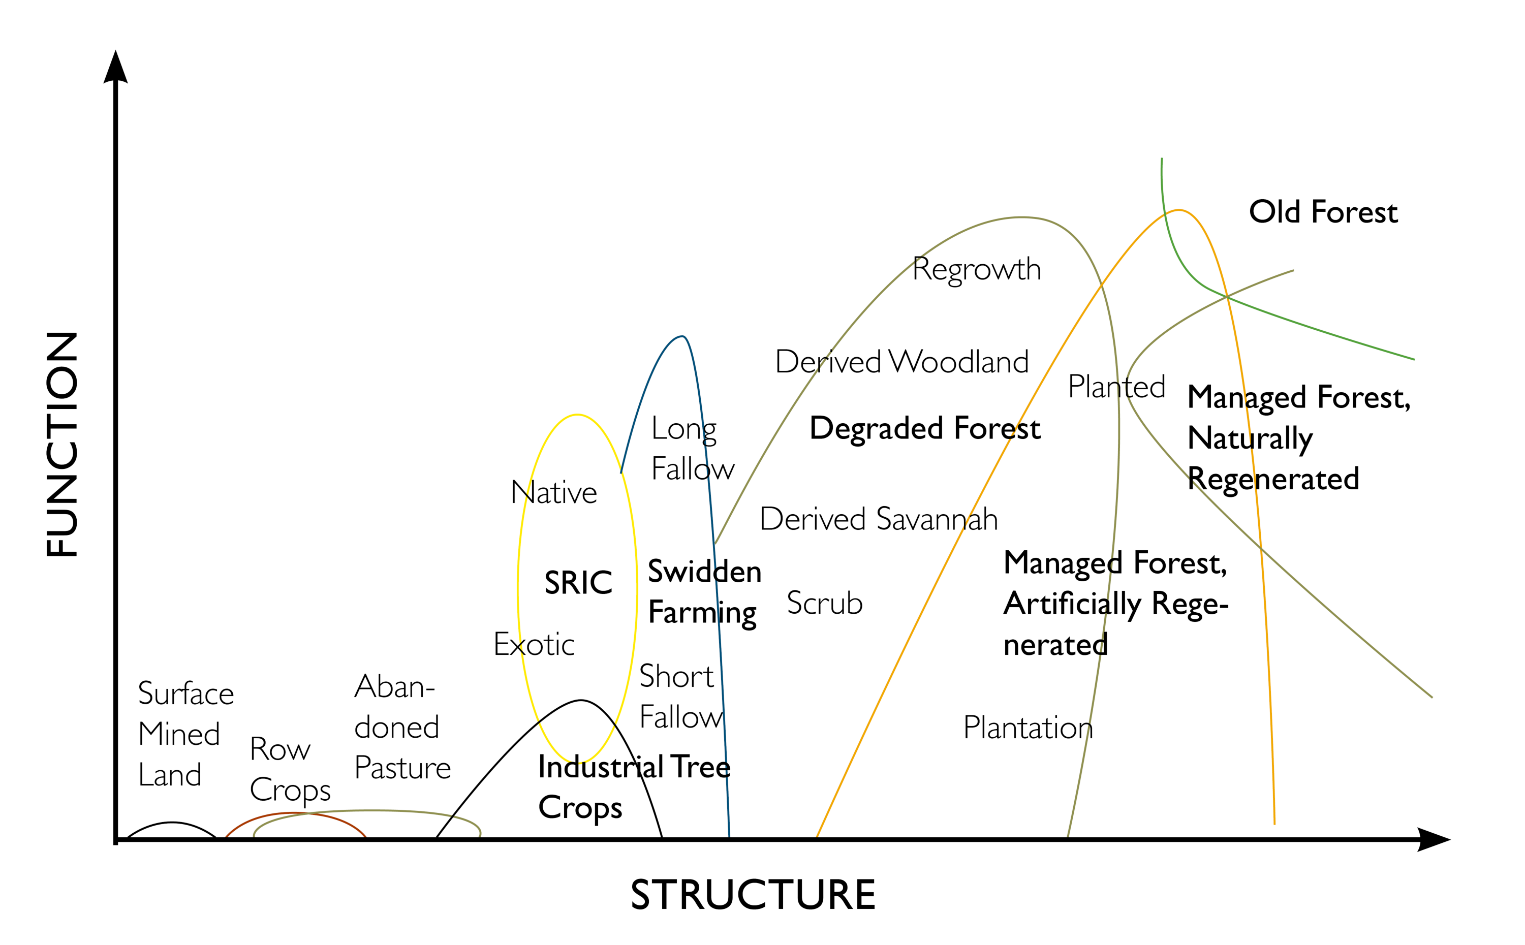 FUNCTION
Old Forest
Regrowth
Derived Woodland
Planted
Managed Forest,
Naturally
Regenerated
Degraded Forest
Long
Fallow
Native
Derived Savannah
SRIC
Swidden
Farming
Scrub
Managed Forest,
Artificially Rege-
nerated
Exotic
Short
Fallow
Surface
Mined
Land
Row
Crops
Aban-
doned
Pasture
Plantation
Industrial Tree
Crops
STRUCTURE